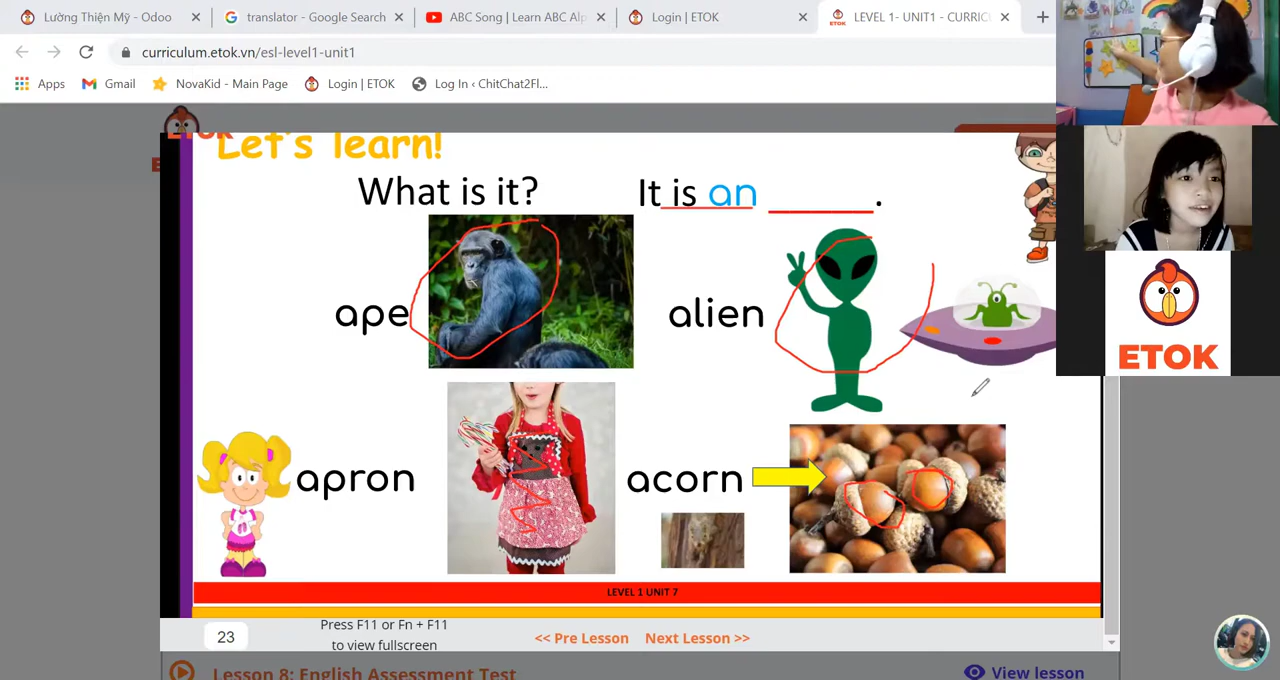 Lường Thiện Mỹ - Odoo
translator - Google Search
ABC Song | Learn ABC Al
Login | ETOK
LEVEL 1- UNIT1 - CURRIC
curriculum.etok.vn/esl-level1-unit1
Apps
Gmail
NovaKid - Main Page
Login | ETOK
Log In ‹ ChitChat2Fl...
Let's learn!
What is it?
It is an ______.
ape
alien
apron
acorn
ETOK
LEVEL 1 UNIT 7
23
Press F11 or Fn + F11
to view fullscreen
<< Pre Lesson
Next Lesson >>
Lesson 8: English Assessment Test
View lesson